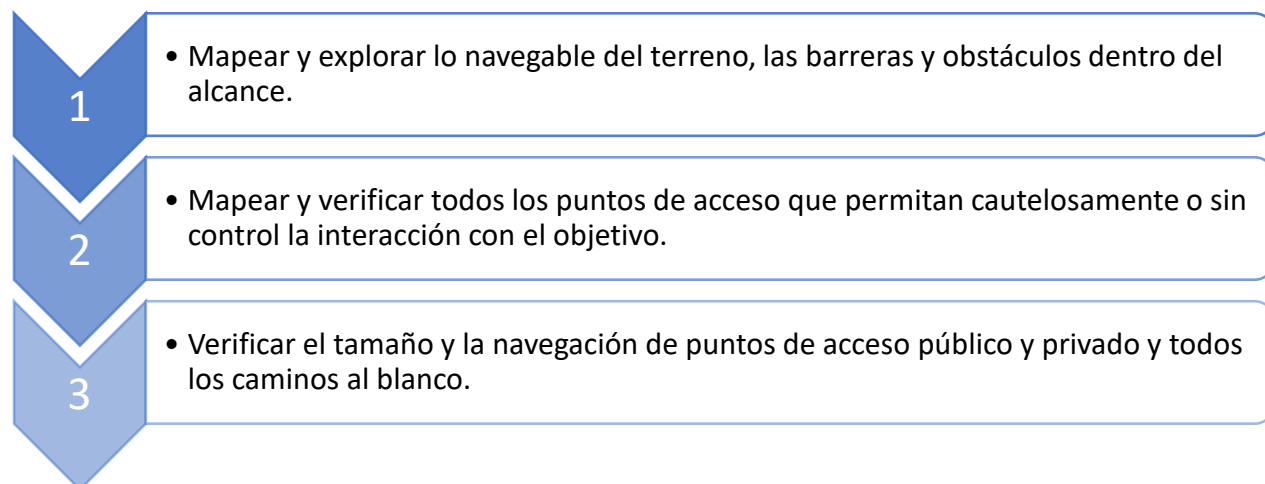 1
• Mapear y explorar lo navegable del terreno, las barreras y obstáculos dentro del
alcance.
2
• Mapear y verificar todos los puntos de acceso que permitan cautelosamente o sin
control la interacción con el objetivo.
3
• Verificar el tamaño y la navegación de puntos de acceso público y privado y todos
los caminos al blanco.